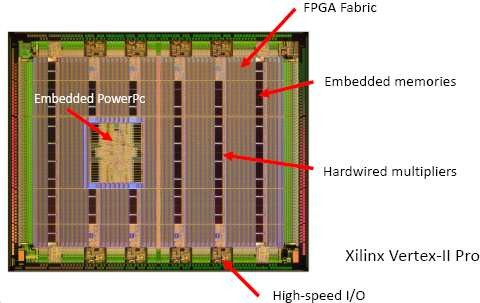 FPGA Fabric
Embedded memories
Embedded PowerPc
Hardwired multipliers
Xilinx Vertex-II Pro
High-speed I/O